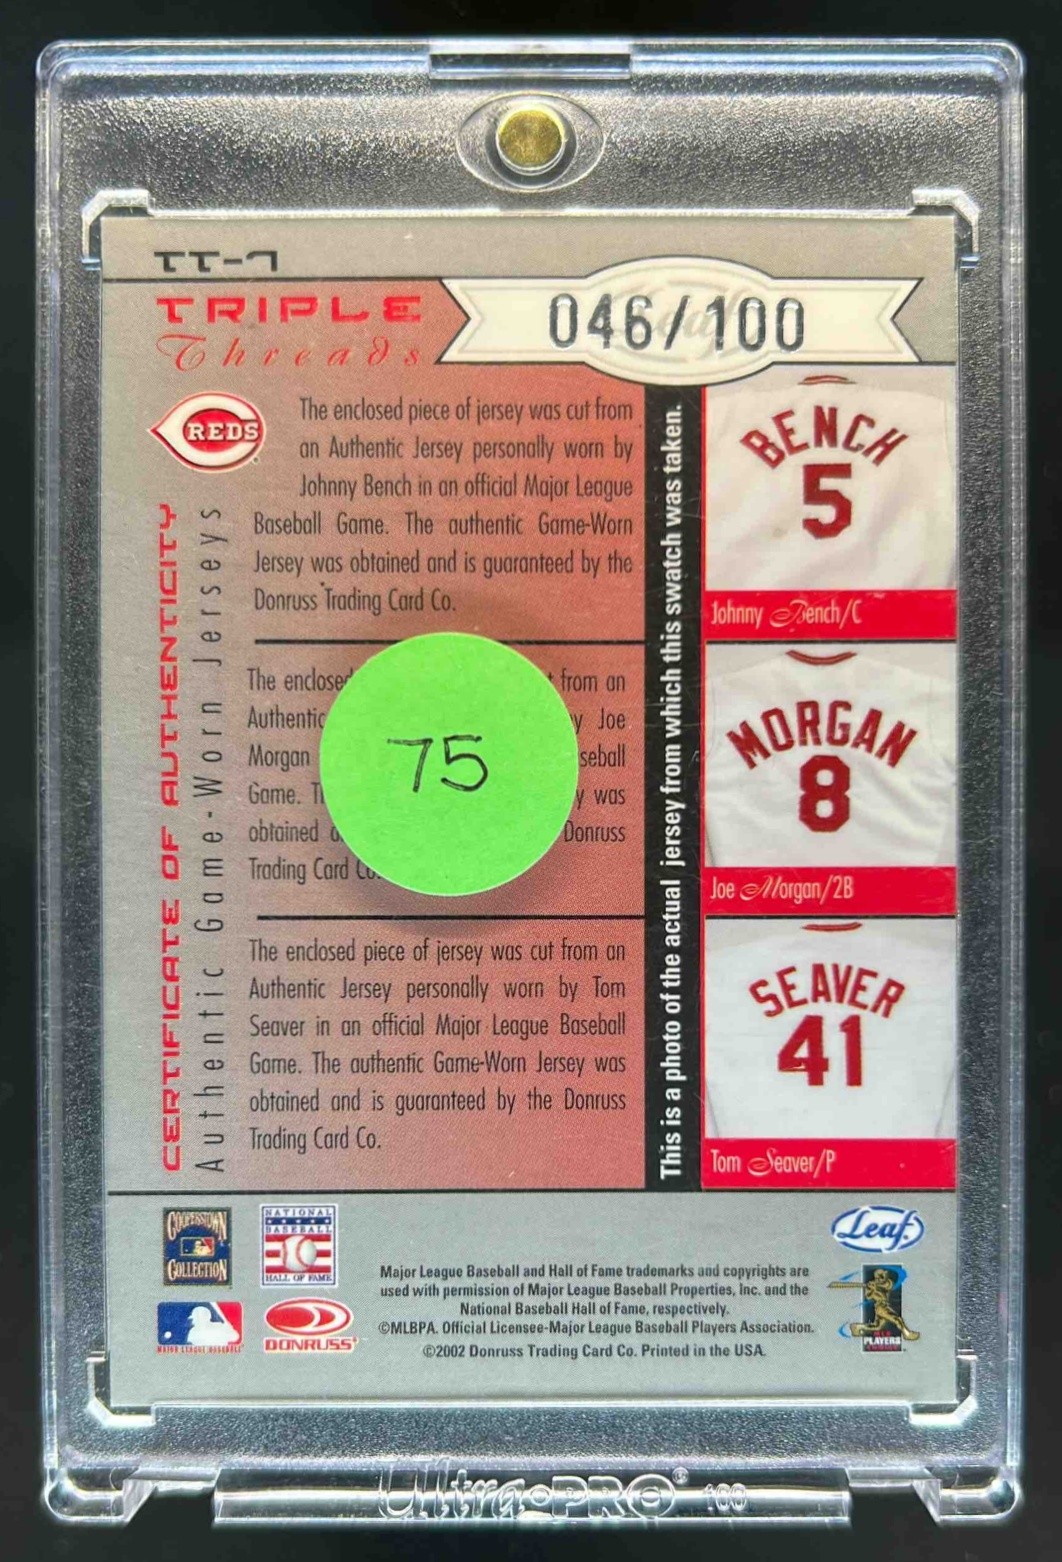 TT-7
TRIPLE
Threads
046/100
REDS
The enclosed piece of jersey was cut from
an Authentic Jersey personally worn by
Johnny Bench in an official Major League
Baseball Game. The authentic Game-Worn
Jersey was obtained and is guaranteed by the
Donruss Trading Card Co.
The enclosed from an
Authentic Joe
Morgan
Game.
was
obtained Donruss
Trading Card Co.
75
The enclosed piece of jersey was cut from an
Authentic Jersey personally worn by Tom
Seaver in an official Major League Baseball
Game. The authentic Game-Worn Jersey was
obtained and is guaranteed by the Donruss
Trading Card Co.
CERTIFICATE OF AUTHENTICITY
Authentic Game-Worn Jerseys
This is a photo of the actual jersey from which this swatch was taken.
BENCH
5
Johnny Bench/C
MORGAN
8
Joe Morgan/2B
SEAVER
41
Tom Seaver/P
COOPERSTOWN
COLLECTION
NATIONAL
BASEBALL
HALL OF FAME
MAJOR LEAGUE BASEBALL
DONRUSS
Leaf
Major League Baseball and Hall of Fame trademarks and copyrights are
used with permission of Major League Baseball Properties, Inc. and the
National Baseball Hall of Fame, respectively.
©MLBPA. Official Licensee-Major League Baseball Players Association.
©2002 Donruss Trading Card Co. Printed in the USA.
PLAYERS
Ultra•PRO®